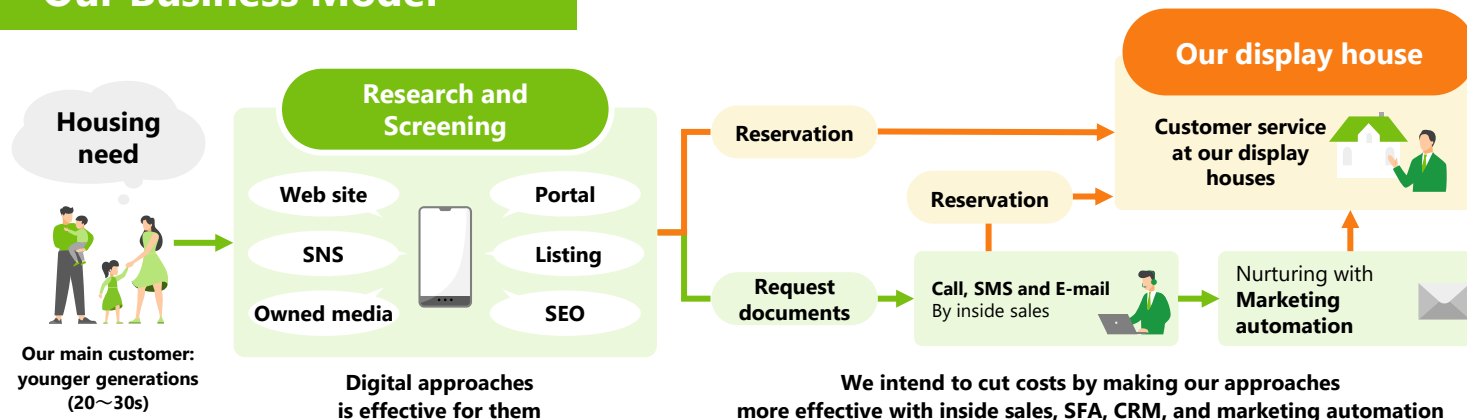 Our Business Model
Housing
need
Our main customer:
younger generations
(20～30s)
Research and
Screening
Web site
SNS
Owned media
Portal
Listing
SEO
Digital approaches
is effective for them
Reservation
Reservation
Request
documents
Call, SMS and E-mail
By inside sales
Nurturing with
Marketing
automation
Our display house
Customer service
at our display
houses
We intend to cut costs by making our approaches
more effective with inside sales, SFA, CRM, and marketing automation